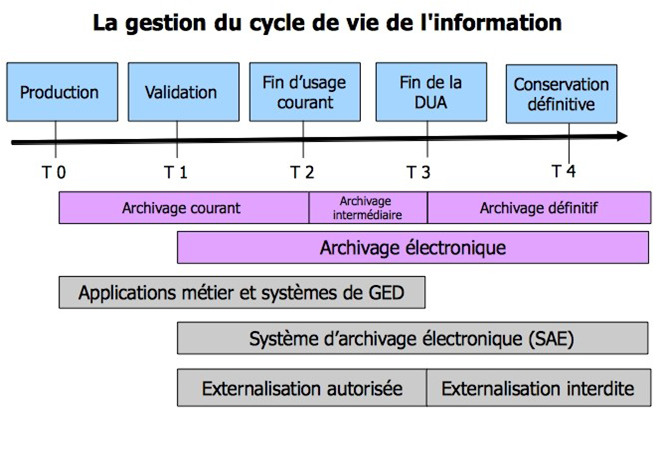 La gestion du cycle de vie de l'information
Production
Validation
Fin d’usage
courant
Fin de la
DUA
Conservation
définitive
T 0
T 1
T 2
T 3
T 4
Archivage courant
Archivage
intermédiaire
Archivage définitif
Archivage électronique
Applications métier et systèmes de GED
Système d’archivage électronique (SAE)
Externalisation autorisée
Externalisation interdite